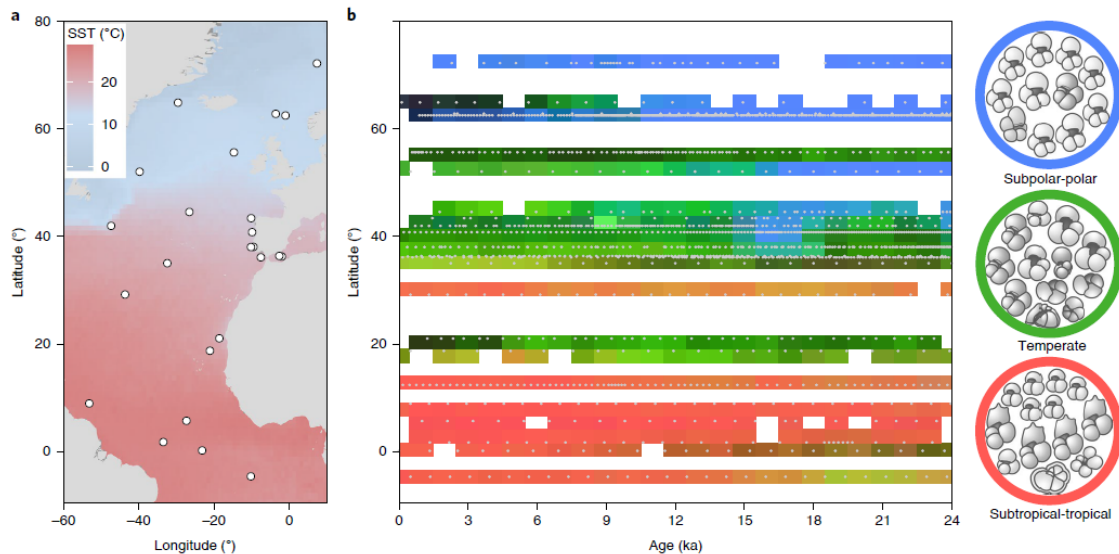 a
b
SST (°C)
20
10
0
80
60
40
20
0
Latitude (°)
−60
−40
−20
0
Longitude (°)
80
60
40
20
0
Latitude (°)
0
3
6
9
12
15
18
21
24
Age (ka)
Subpolar-polar
Temperate
Subtropical-tropical